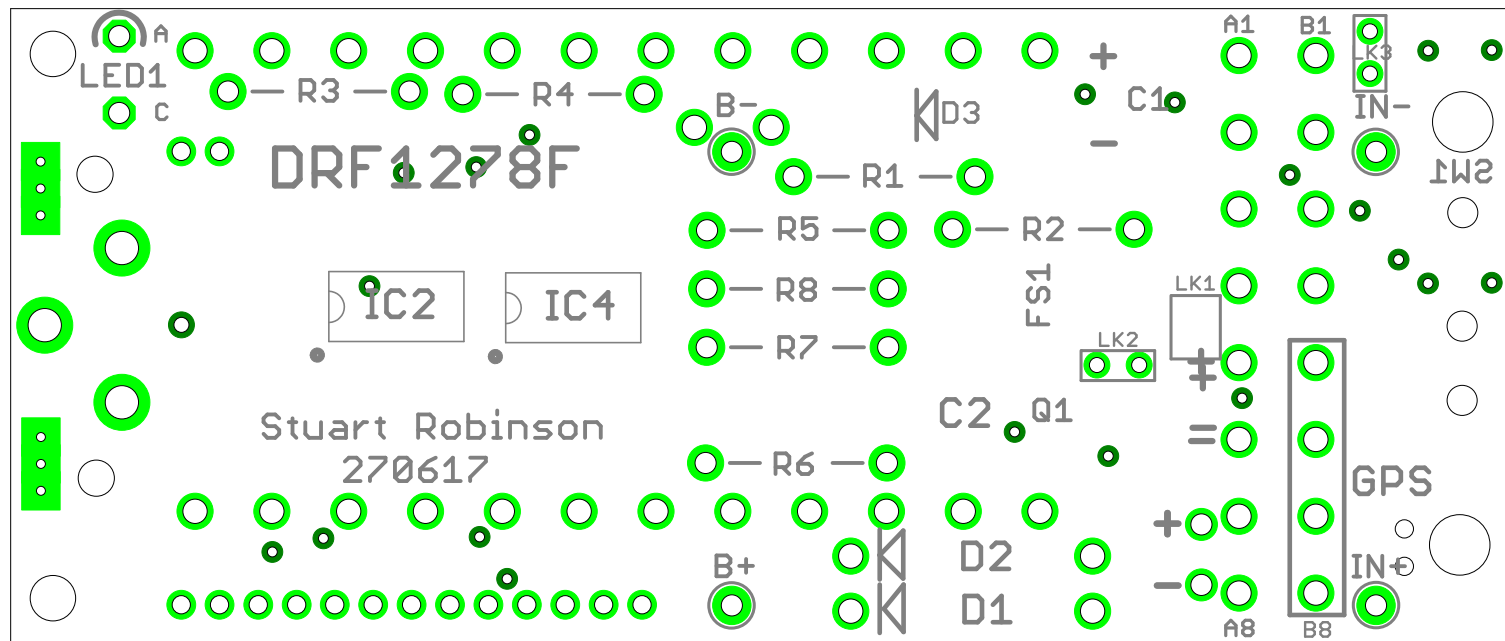 A
LED1
C
R3
R4
B-
D3
+
C1
-
A1
B1
LK3
IN-
SW1
DRF1278F
R1
R5
R2
IC2
IC4
R8
FS1
LK1
R7
LK2
+
+
C2
Q1
=
Stuart Robinson
270617
R6
GPS
+
-
D2
B+
D1
IN+
A8
B8